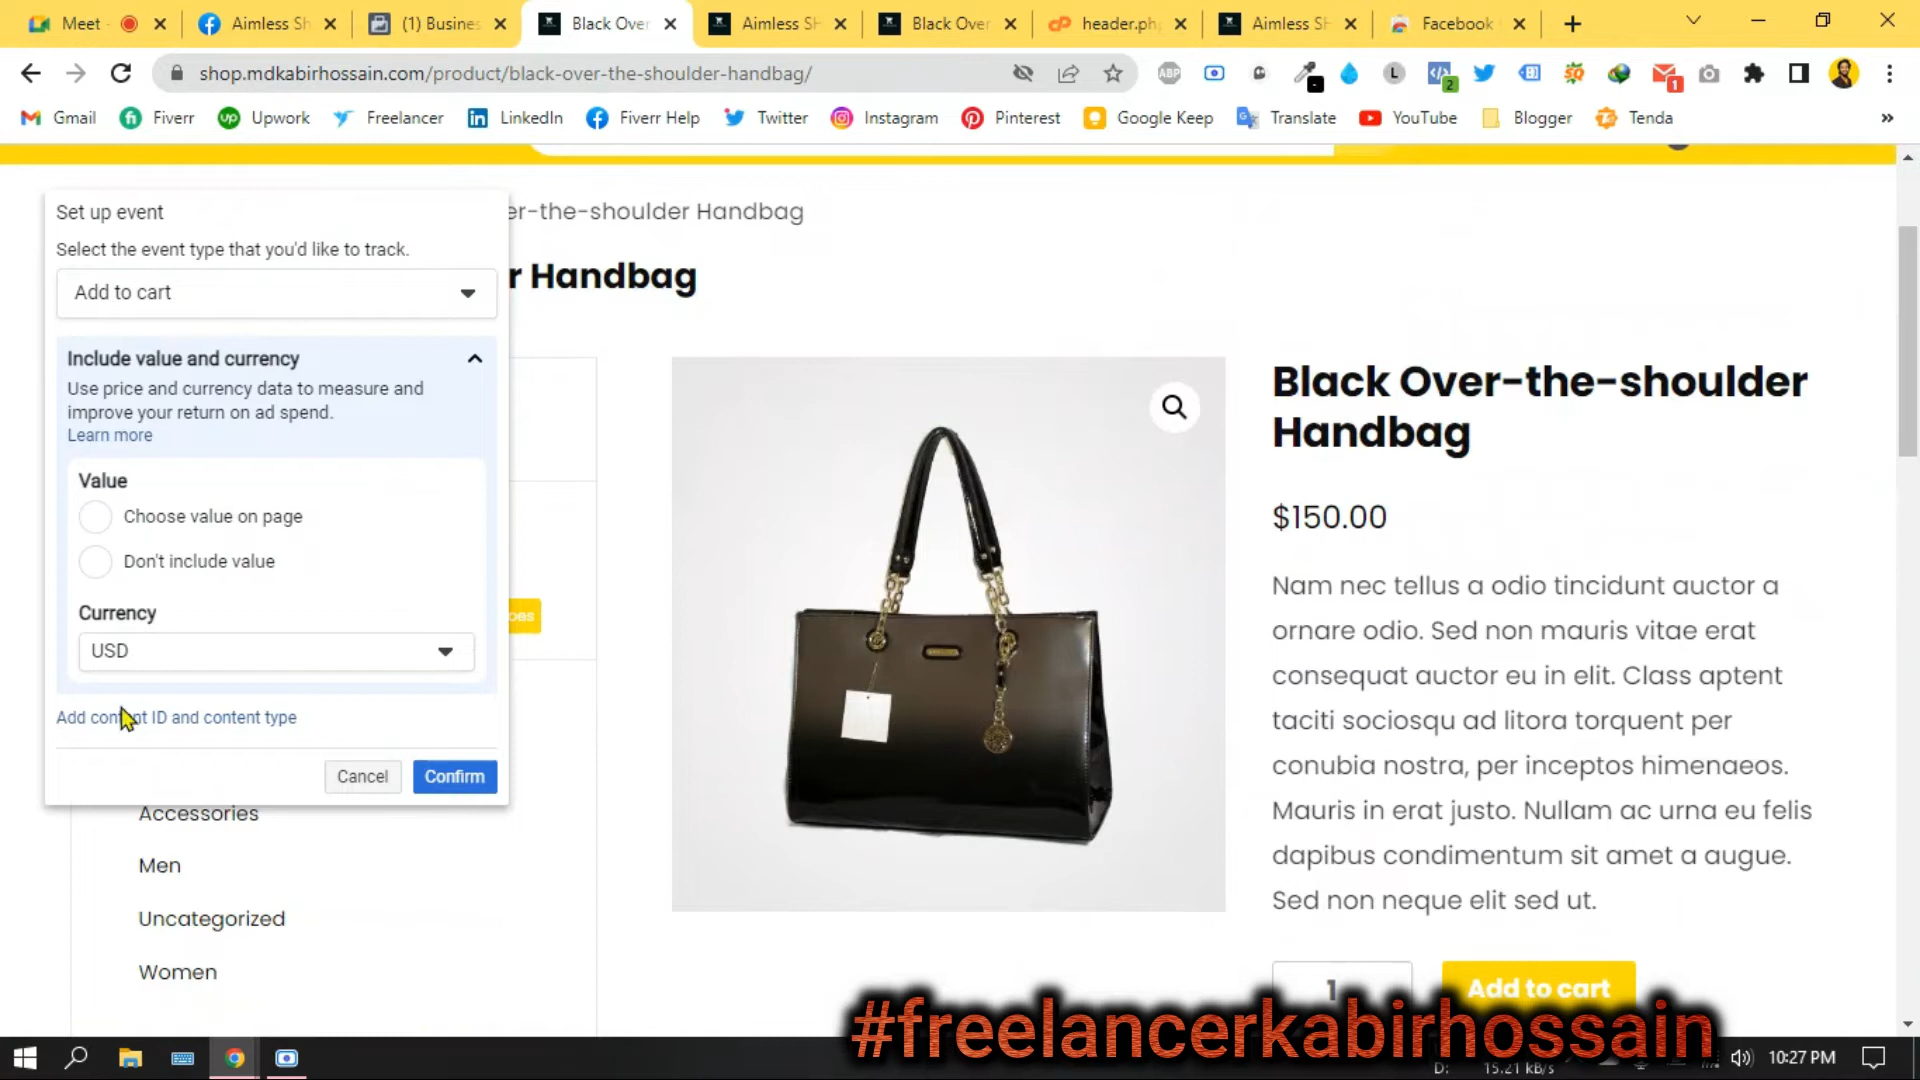 Meet
Aimless Sh
(1) Busines
Black Over
Aimless SH
Black Over
header.ph
Aimless SH
Facebook
shop.mdkabirhossain.com/product/black-over-the-shoulder-handbag/
ABP
L
2
1
Gmail
Fiverr
Upwork
Freelancer
LinkedIn
Fiverr Help
Twitter
Instagram
Pinterest
Google Keep
Translate
YouTube
Blogger
Tenda
»
Set up event
Select the event type that you'd like to track.
Add to cart
Include value and currency
Use price and currency data to measure and
improve your return on ad spend.
Learn more
Value
Choose value on page
Don't include value
Currency
USD
Add content ID and content type
Cancel
Confirm
er-the-shoulder Handbag
r Handbag
Accessories
Men
Uncategorized
Women
Black Over-the-shoulder
Handbag
$150.00
Nam nec tellus a odio tincidunt auctor a
ornare odio. Sed non mauris vitae erat
consequat auctor eu in elit. Class aptent
taciti sociosqu ad litora torquent per
conubia nostra, per inceptos himenaeos.
Mauris in erat justo. Nullam ac urna eu felis
dapibus condimentum sit amet a augue.
Sed non neque elit sed ut.
1
Add to cart
#freelancerkabirhossain
D:
15.21 kB/s
10:27 PM